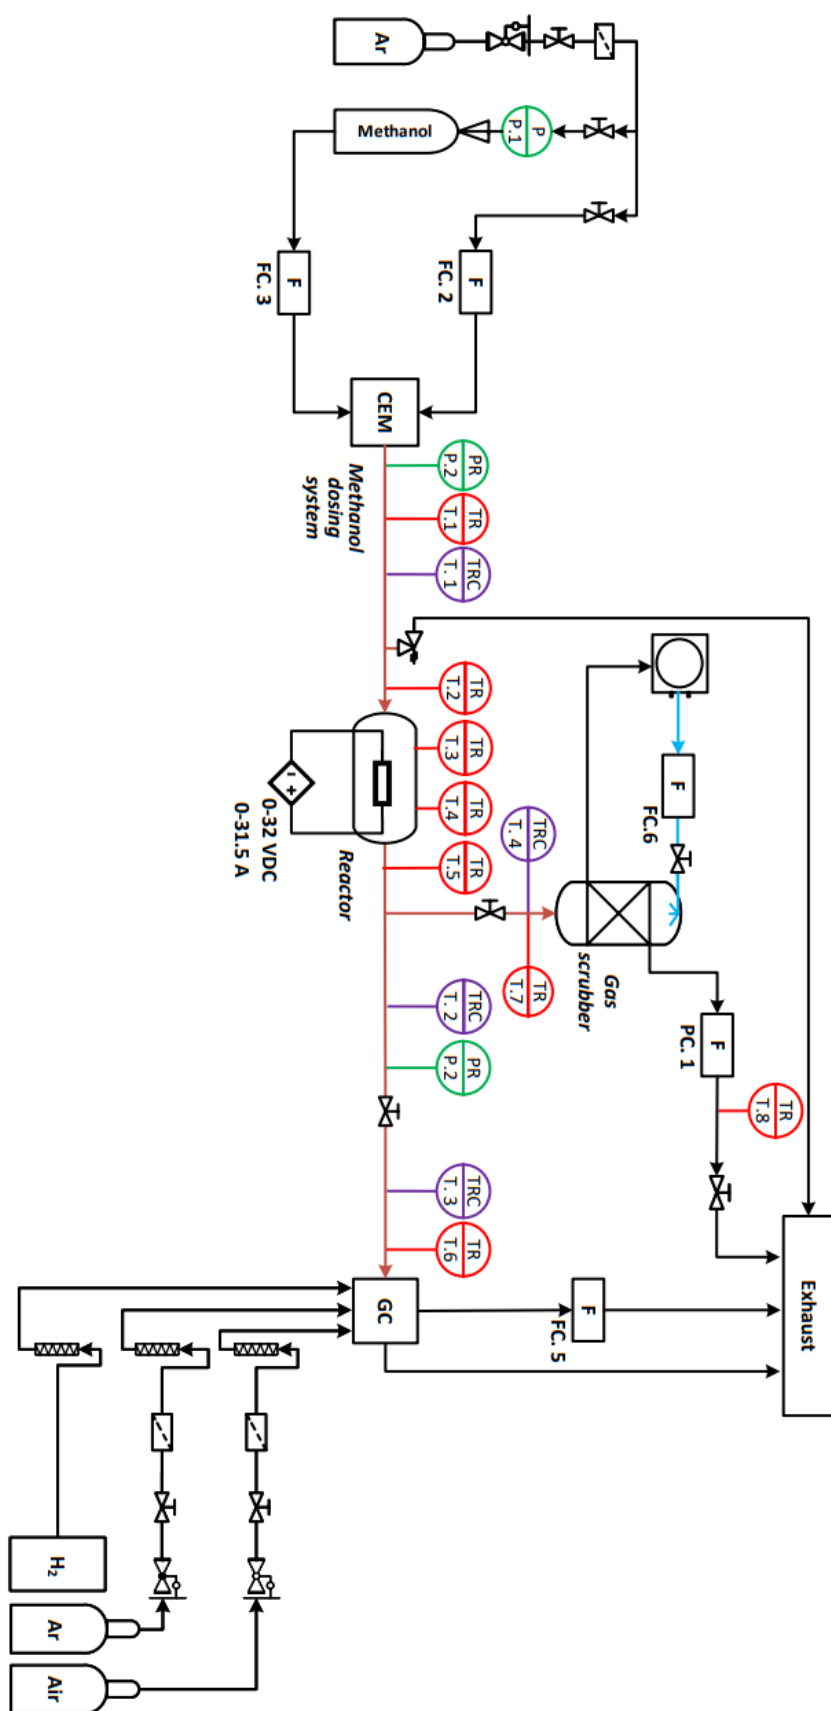 Ar
Methanol
P
P.1
F
FC. 2
F
FC. 3
CEM
Methanol
dosing
system
PR
P.2
TR
T.1
TRC
T. 1
TR
T.2
TR
T.3
TR
T.4
TR
T.5
0-32 VDC
0-31.5 A
Reactor
F
FC.6
TRC
T. 4
TR
T.7
Gas
scrubber
F
PC. 1
TR
T.8
TRC
T. 2
PR
P.2
TRC
T. 3
TR
T.6
GC
F
FC. 5
Exhaust
H₂
Ar
Air